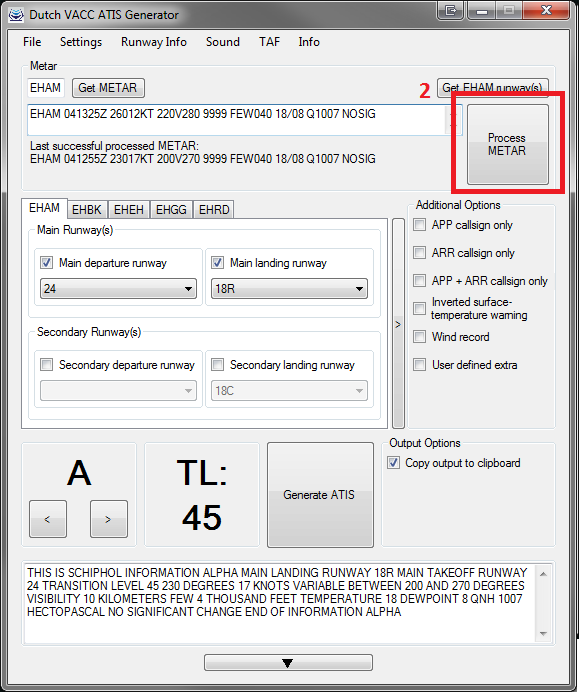 Dutch VACC ATIS Generator
File Settings Runway Info Sound TAF Info
Metar
EHAM Get METAR 2 Get EHAM runway(s)
EHAM 041325Z 26012KT 220V280 9999 FEW040 18/08 Q1007 NOSIG
Process
METAR
Last successful processed METAR:
EHAM 041255Z 23017KT 200V270 9999 FEW040 18/08 Q1007 NOSIG
EHAM EHBK EHEH EHGG EHRD
Main Runway(s)
Main departure runway Main landing runway
24 18R
Secondary Runway(s)
Secondary departure runway Secondary landing runway
18C
>
Additional Options
APP callsign only
ARR callsign only
APP + ARR callsign only
Inverted surface-
temperature warning
Wind record
User defined extra
A
< >
TL:
45
Generate ATIS
Output Options
Copy output to clipboard
THIS IS SCHIPHOL INFORMATION ALPHA MAIN LANDING RUNWAY 18R MAIN TAKEOFF RUNWAY
24 TRANSITION LEVEL 45 230 DEGREES 17 KNOTS VARIABLE BETWEEN 200 AND 270 DEGREES
VISIBILITY 10 KILOMETERS FEW 4 THOUSAND FEET TEMPERATURE 18 DEWPOINT 8 QNH 1007
HECTOPASCAL NO SIGNIFICANT CHANGE END OF INFORMATION ALPHA